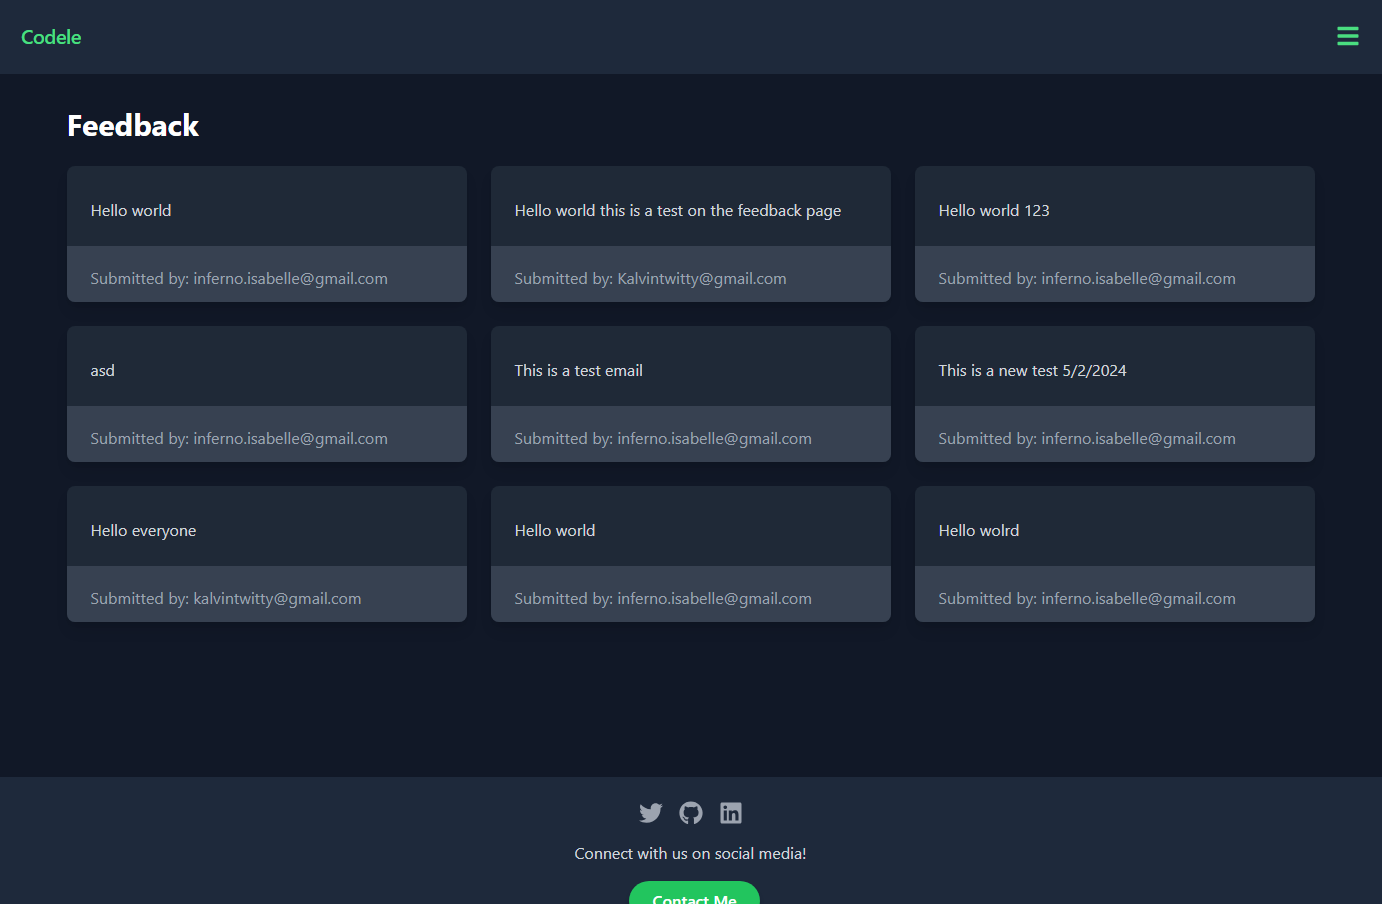 Codele
Feedback
Hello world
Submitted by: inferno.isabelle@gmail.com
Hello world this is a test on the feedback page
Submitted by: Kalvintwitty@gmail.com
Hello world 123
Submitted by: inferno.isabelle@gmail.com
asd
Submitted by: inferno.isabelle@gmail.com
This is a test email
Submitted by: inferno.isabelle@gmail.com
This is a new test 5/2/2024
Submitted by: inferno.isabelle@gmail.com
Hello everyone
Submitted by: kalvintwitty@gmail.com
Hello world
Submitted by: inferno.isabelle@gmail.com
Hello wolrd
Submitted by: inferno.isabelle@gmail.com
in
Connect with us on social media!
Contact Me